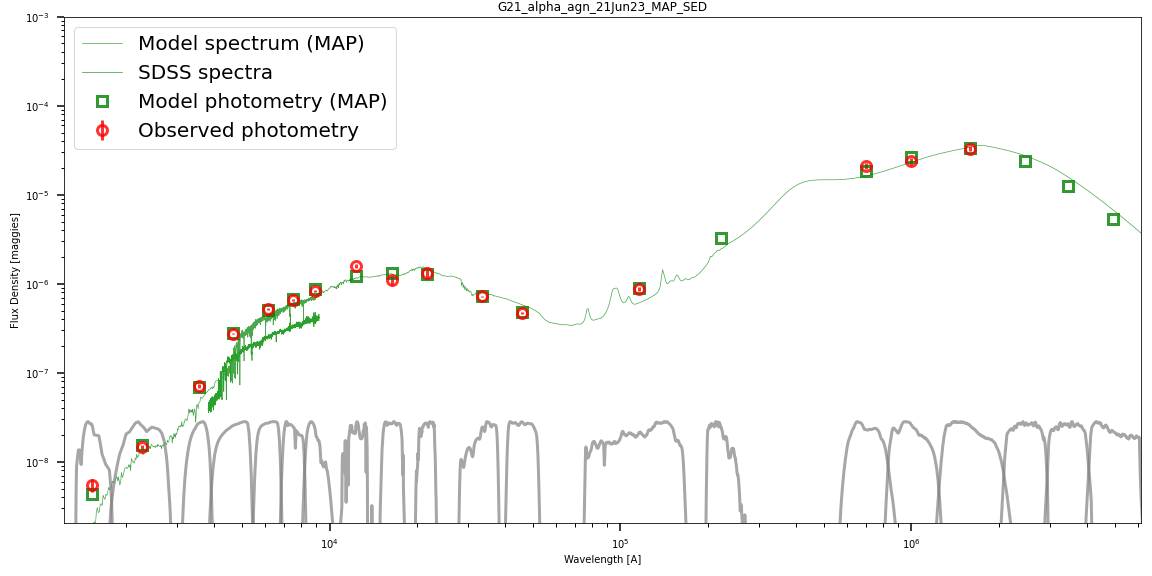 G21_alpha_agn_21Jun23_MAP_SED
Model spectrum (MAP)
SDSS spectra
Model photometry (MAP)
Observed photometry
Flux Density [maggies]
10⁻³
10⁻⁴
10⁻⁵
10⁻⁶
10⁻⁷
10⁻⁸
10⁴ 10⁵ 10⁶
Wavelength [A]